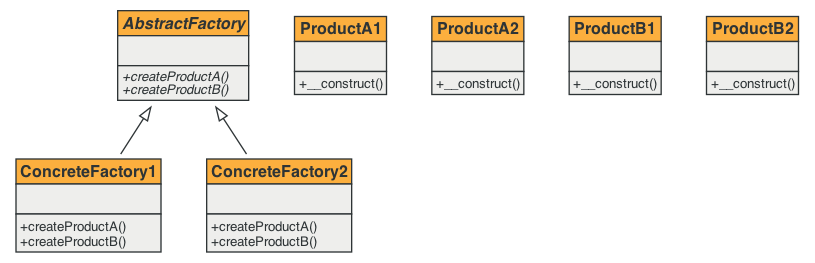 AbstractFactory
+createProductA()
+createProductB()
ProductA1
+__construct()
ProductA2
+__construct()
ProductB1
+__construct()
ProductB2
+__construct()
ConcreteFactory1
+createProductA()
+createProductB()
ConcreteFactory2
+createProductA()
+createProductB()